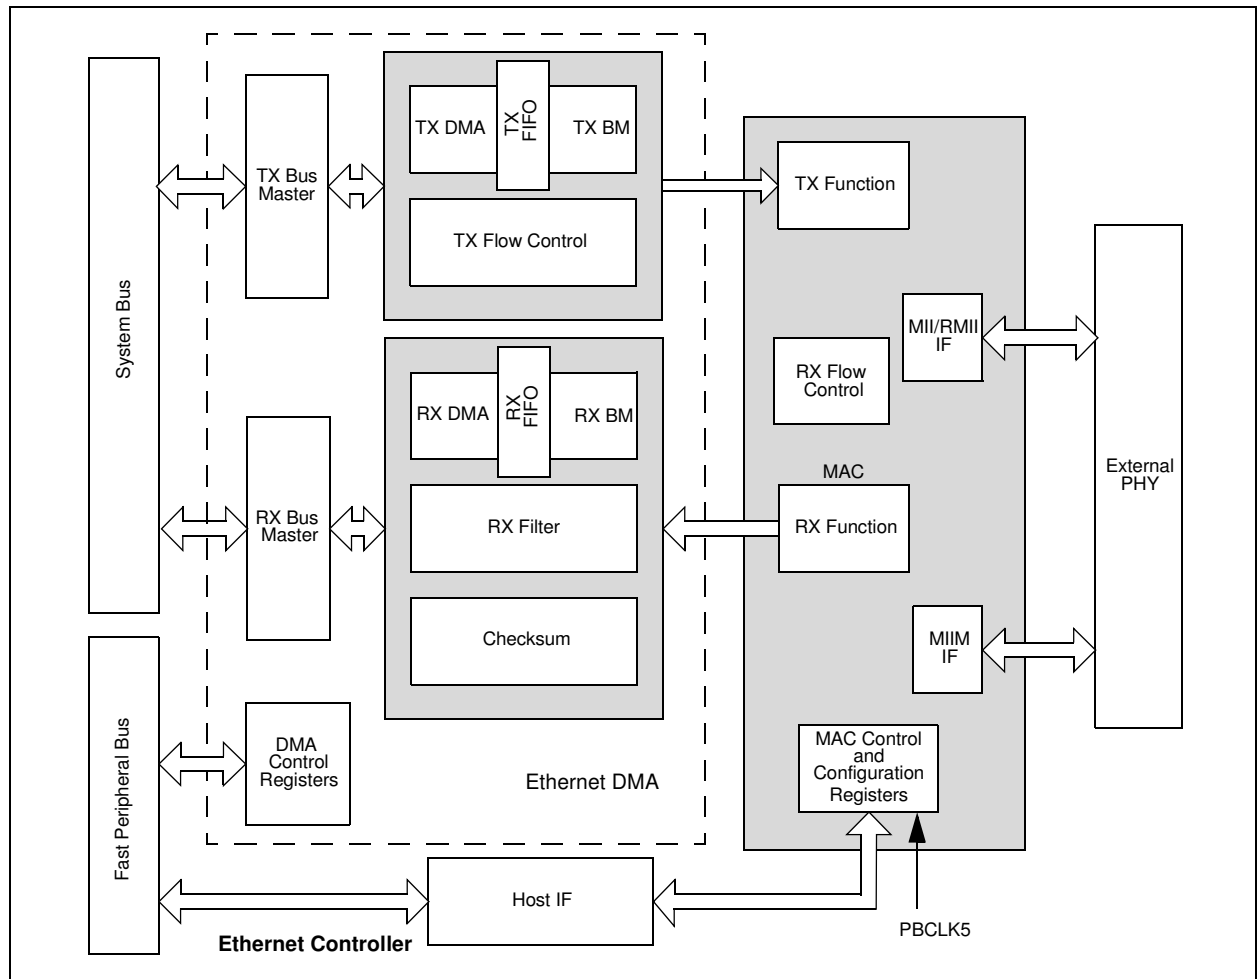 System Bus
Fast Peripheral Bus
TX Bus
Master
TX DMA
TX
FIFO
TX BM
TX Flow Control
RX Bus
Master
RX DMA
RX
FIFO
RX BM
RX Filter
Checksum
DMA
Control
Registers
Ethernet DMA
TX Function
MII/RMII
IF
RX Flow
Control
MAC
RX Function
MIIM
IF
MAC Control
and
Configuration
Registers
External
PHY
Host IF
PBCLK5
Ethernet Controller